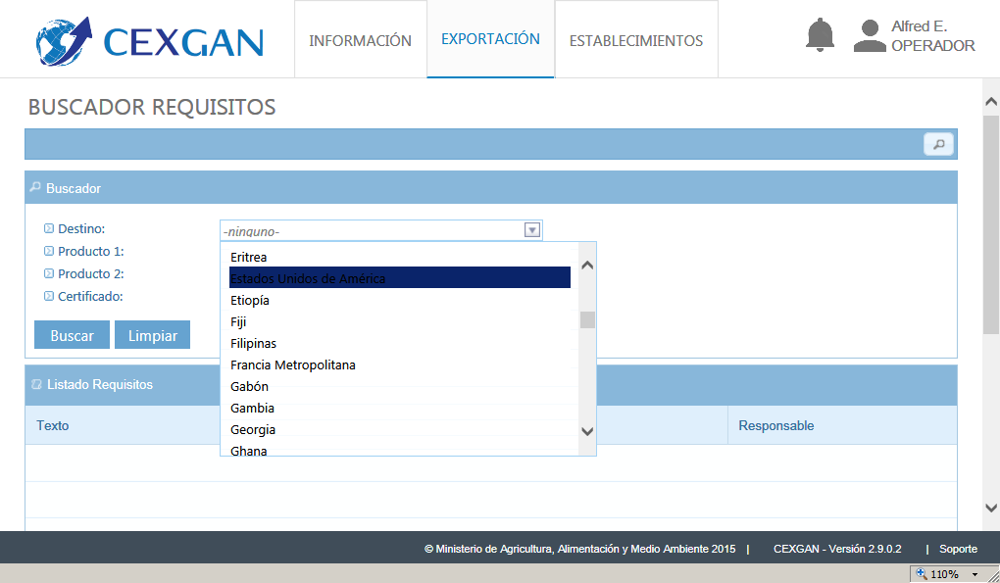 CEXGAN
INFORMACIÓN
EXPORTACIÓN
ESTABLECIMIENTOS
Alfred E.
OPERADOR
BUSCADOR REQUISITOS
Buscador
Destino:
-ninguno-
Producto 1:
Producto 2:
Certificado:
Buscar
Limpiar
Eritrea
Estados Unidos de América
Etiopía
Fiji
Filipinas
Francia Metropolitana
Gabón
Gambia
Georgia
Ghana
Listado Requisitos
Texto
Responsable
© Ministerio de Agricultura, Alimentación y Medio Ambiente 2015 | CEXGAN - Versión 2.9.0.2 | Soporte
110%